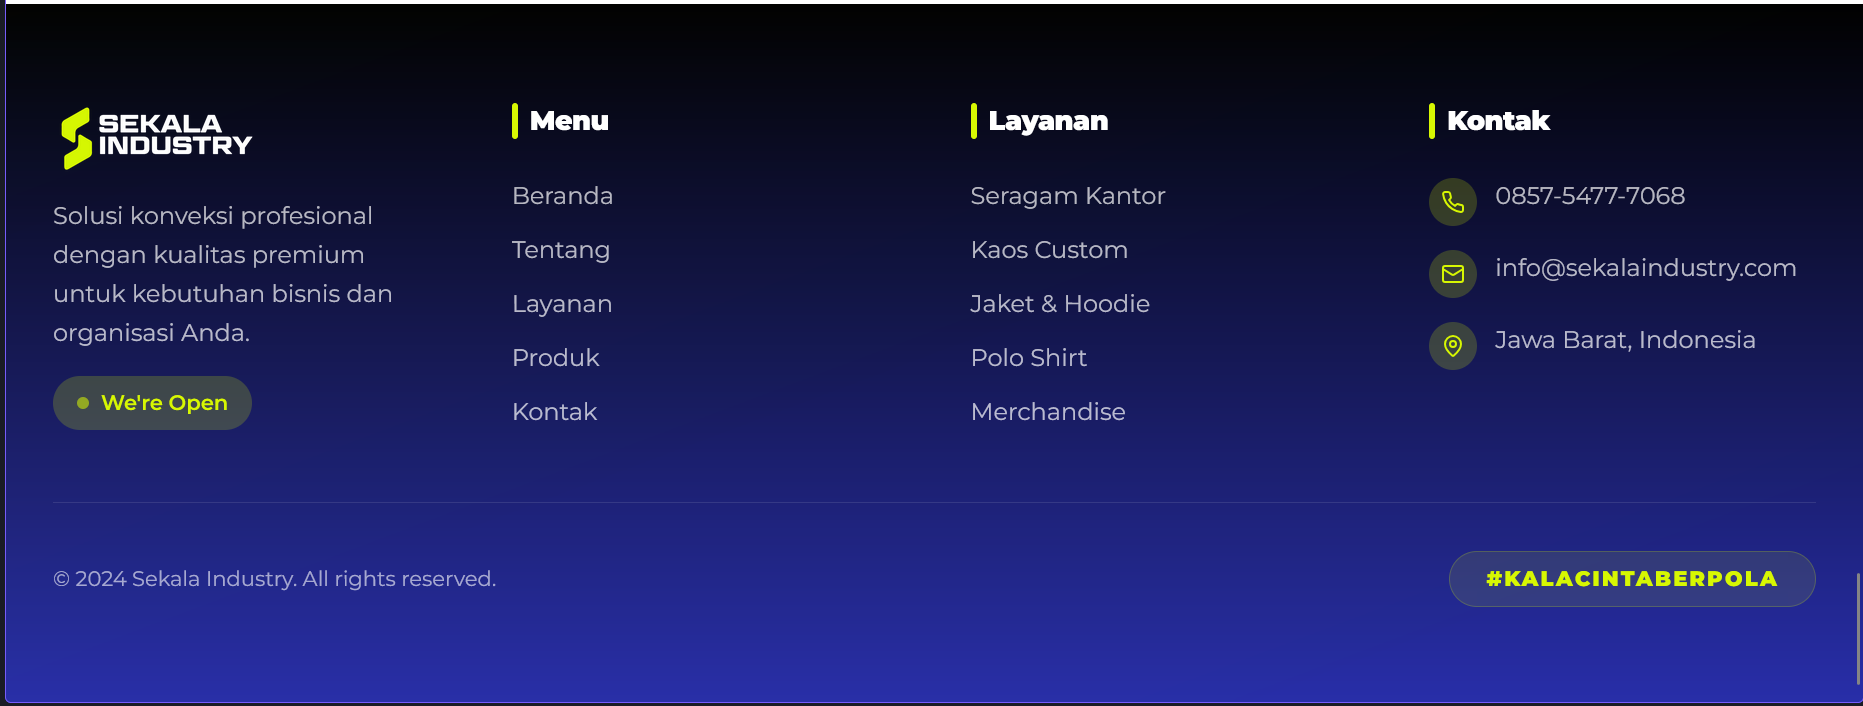 SEKALA
INDUSTRY
Solusi konveksi profesional
dengan kualitas premium
untuk kebutuhan bisnis dan
organisasi Anda.
We're Open
Menu
Beranda
Tentang
Layanan
Produk
Kontak
Layanan
Seragam Kantor
Kaos Custom
Jaket & Hoodie
Polo Shirt
Merchandise
Kontak
0857-5477-7068
info@sekalaindustry.com
Jawa Barat, Indonesia
© 2024 Sekala Industry. All rights reserved.
#KALACINTABERPOLA